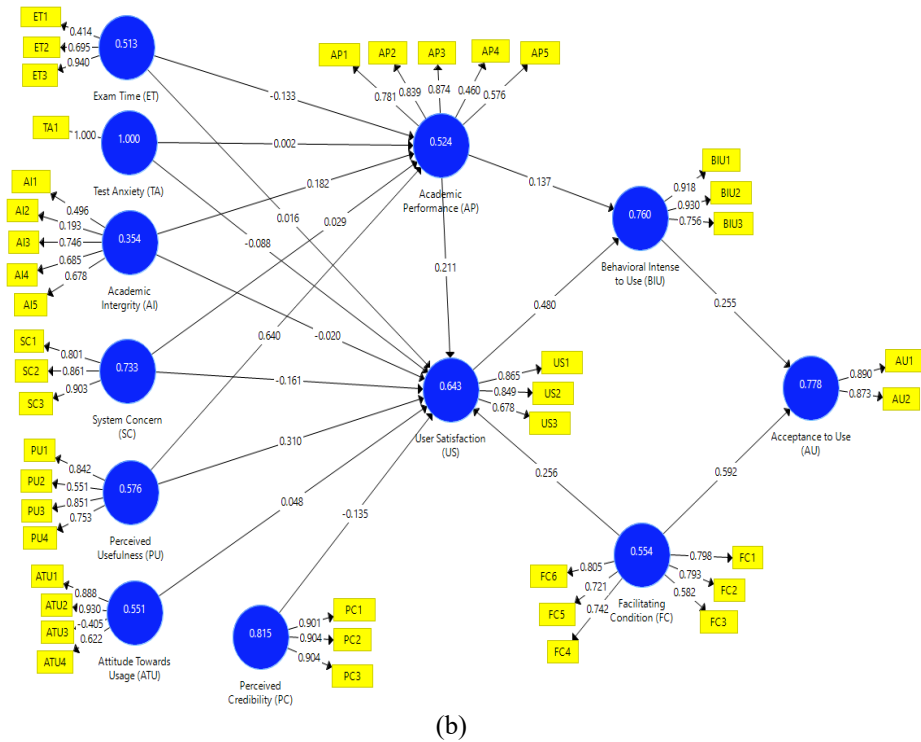 ET1
0.414
ET2
0.695
ET3
0.940
0.513
Exam Time (ET)
TA1
1.000
1.000
Test Anxiety (TA)
AI1
0.496
AI2
0.193
AI3
0.746
AI4
0.685
AI5
0.678
0.354
Academic
Intergrity (AI)
SC1
0.801
SC2
0.861
SC3
0.903
0.733
System Concern
(SC)
PU1
0.842
PU2
0.551
PU3
0.851
PU4
0.753
0.576
Perceived
Usefulness (PU)
ATU1
0.888
ATU2
0.930
ATU3
-0.405
ATU4
0.622
0.551
Attitude Towards
Usage (ATU)
-0.133
0.002
0.182
0.016
0.029
-0.088
0.640
-0.020
-0.161
0.310
0.048
-0.135
AP1
AP2
AP3
AP4
AP5
0.781
0.839
0.874
0.460
0.576
0.524
Academic
Performance (AP)
0.211
0.137
0.480
0.643
User Satisfaction
(US)
0.865
US1
0.849
US2
0.678
US3
0.256
0.815
Perceived
Credibility (PC)
0.901
PC1
0.904
PC2
0.904
PC3
0.760
Behavioral Intense
to Use (BIU)
0.918
BIU1
0.930
BIU2
0.756
BIU3
0.255
0.592
0.778
Acceptance to Use
(AU)
0.890
AU1
0.873
AU2
0.554
Facilitating
Condition (FC)
0.798
FC1
0.793
FC2
0.582
FC3
FC6
0.805
FC5
0.721
FC4
0.742
(b)